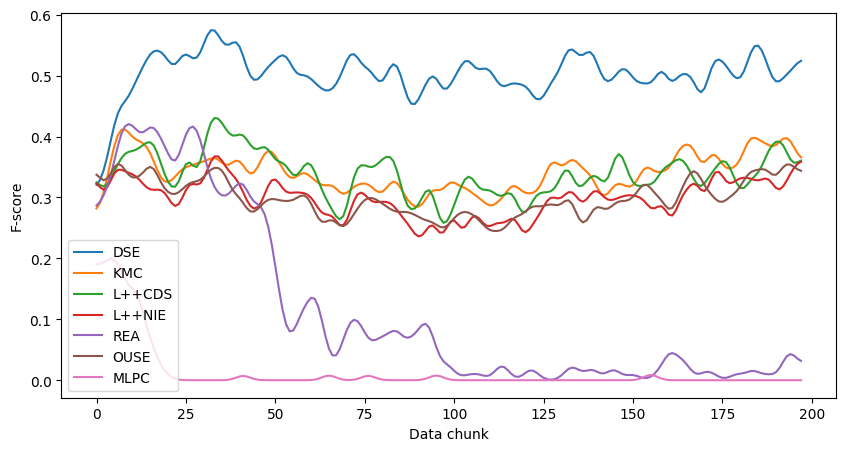 0.6
0.5
0.4
0.3
0.2
0.1
0.0
F-score
DSE
KMC
L++CDS
L++NIE
REA
OUSE
MLPC
0
25
50
75
100
125
150
175
200
Data chunk